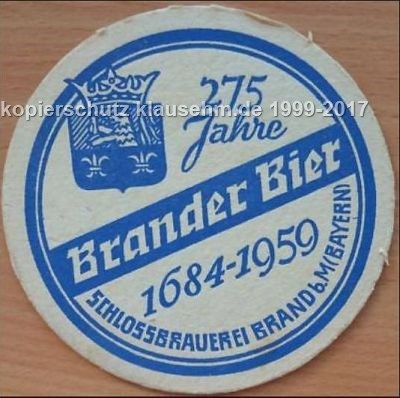 275
Jahre
kopierschutz klausehm.de 1999-2017
Brander Bier
1684-1959
SCHLOSSBRAUEREI BRAND b.M/(BAYERN)